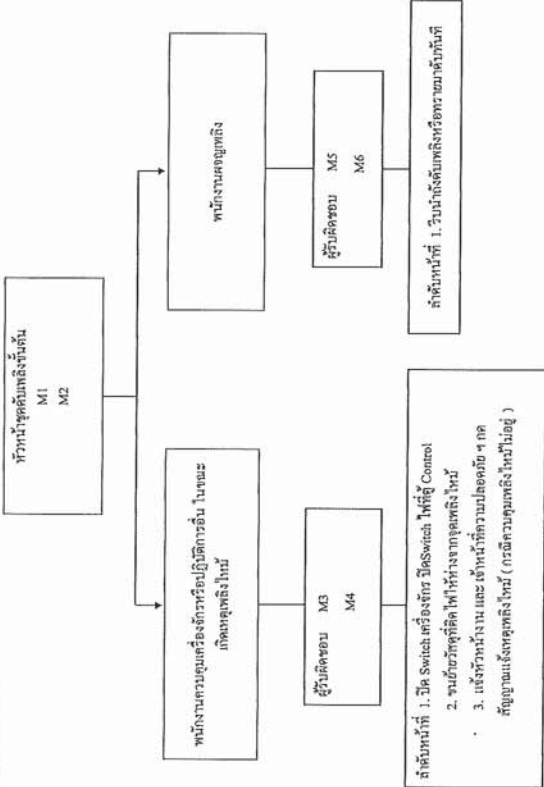 หัวหน้าชุดดับเพลิงขั้นต้น
M1
M2
พนักงานควบคุมเครื่องจักรหรือปฏิบัติการอื่น ในขณะ
เกิดเหตุเพลิงไหม้
ผู้รับผิดชอบ M3
M4
ลำดับหน้าที่ 1. ปิด Switch เครื่องจักร ปิดSwitch ไฟที่ตู้ Control
2. ขนย้ายวัสดุที่ติดไฟให้ห่างจากจุดเพลิงไหม้
3. แจ้งหัวหน้างาน และ เจ้าหน้าที่ความปลอดภัย ฯ กด
สัญญาณแจ้งเหตุเพลิงไหม้ ( กรณีควบคุมเพลิงไหม้ไม่อยู่ )
พนักงานผจญเพลิง
ผู้รับผิดชอบ M5
M6
ลำดับหน้าที่ 1. รีบนำถังดับเพลิงหรือทรายมาดับทันที